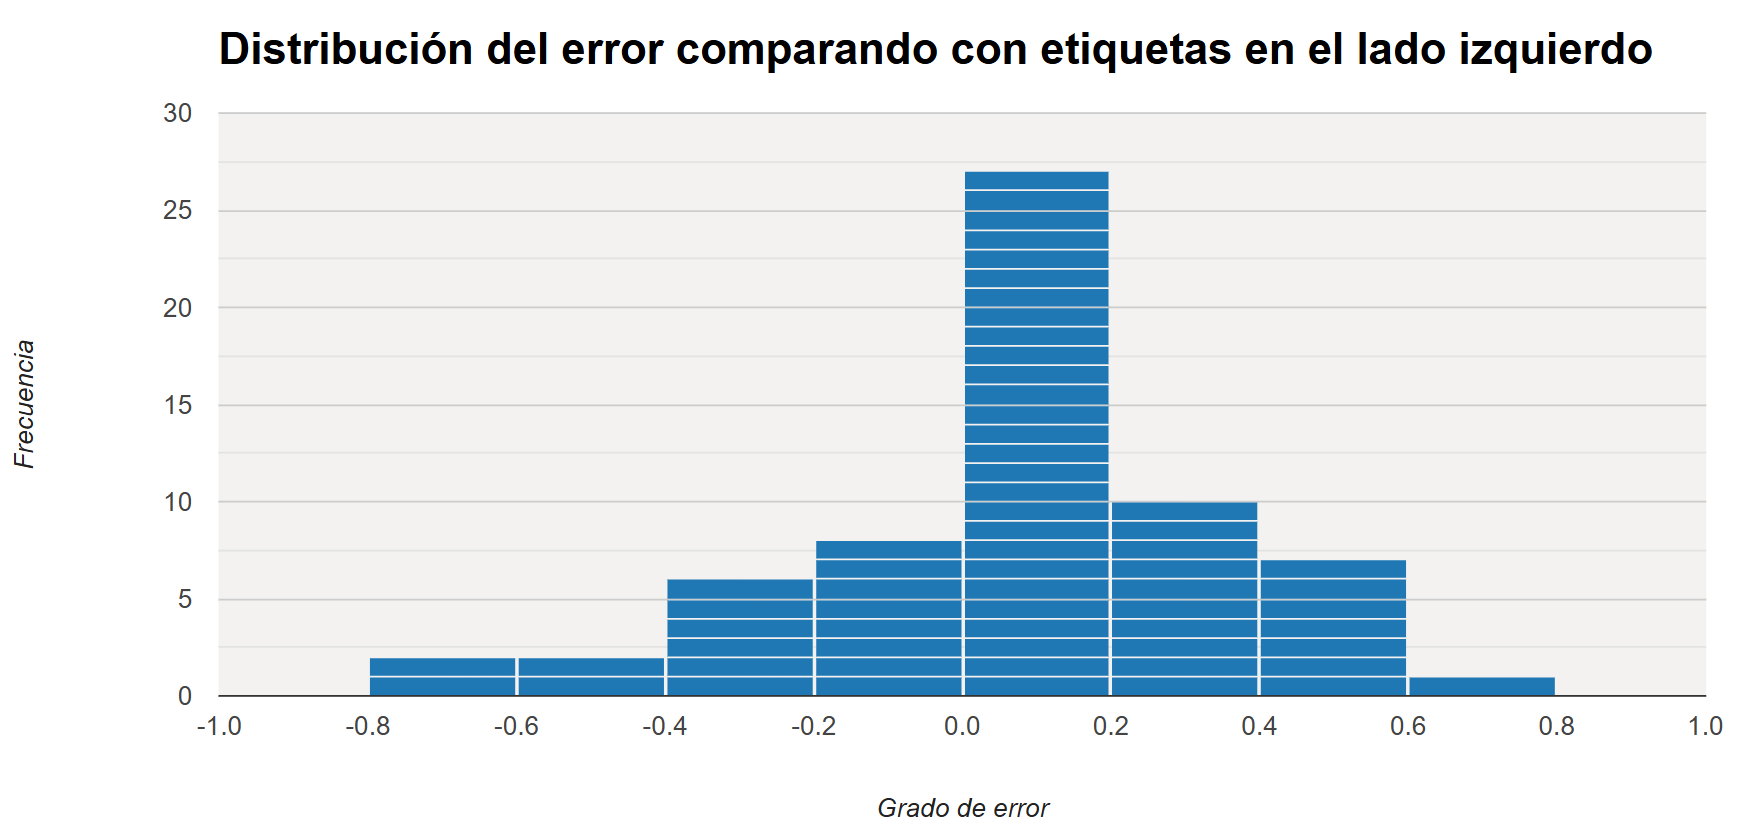 Distribución del error comparando con etiquetas en el lado izquierdo
30
25
20
15
10
5
0
Frecuencia
-1.0 -0.8 -0.6 -0.4 -0.2 0.0 0.2 0.4 0.6 0.8 1.0
Grado de error